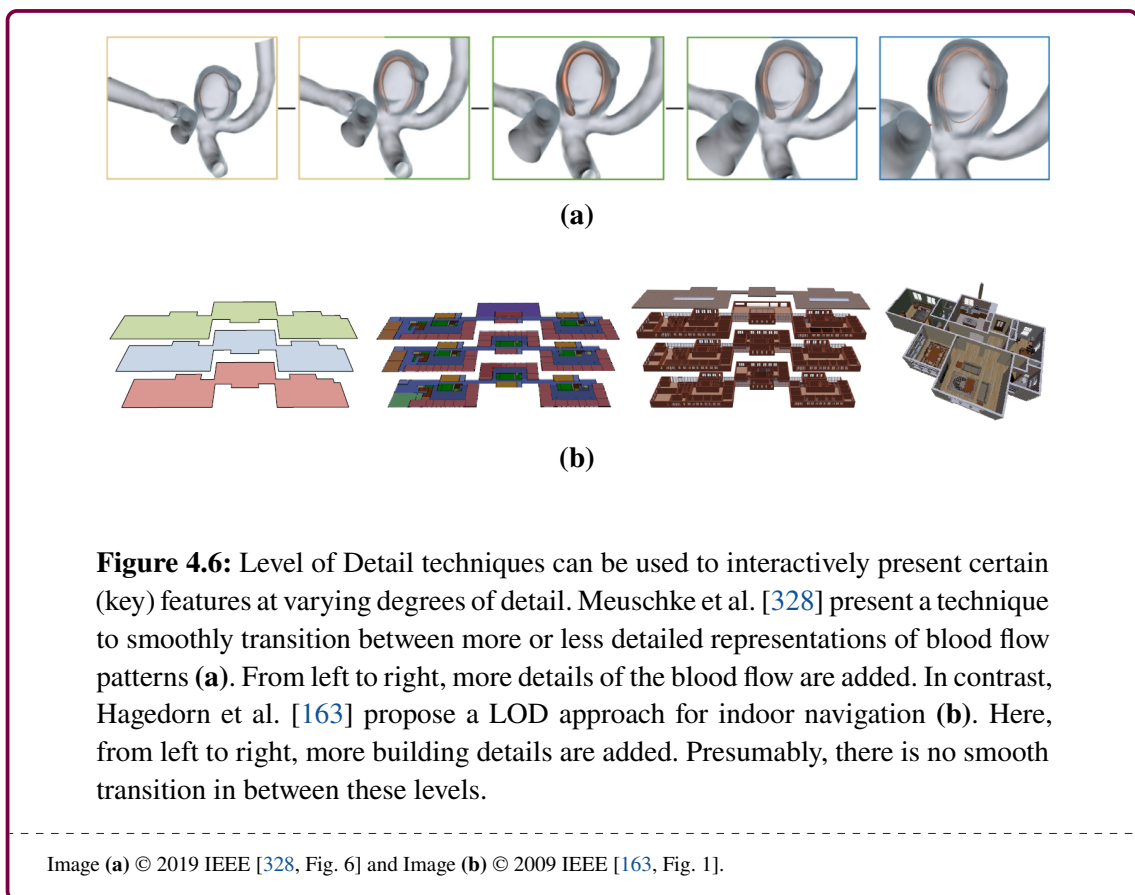 (a)
(b)
Figure 4.6: Level of Detail techniques can be used to interactively present certain
(key) features at varying degrees of detail. Meuschke et al. [328] present a technique
to smoothly transition between more or less detailed representations of blood flow
patterns (a). From left to right, more details of the blood flow are added. In contrast,
Hagedorn et al. [163] propose a LOD approach for indoor navigation (b). Here,
from left to right, more building details are added. Presumably, there is no smooth
transition in between these levels.
Image (a) © 2019 IEEE [328, Fig. 6] and Image (b) © 2009 IEEE [163, Fig. 1].